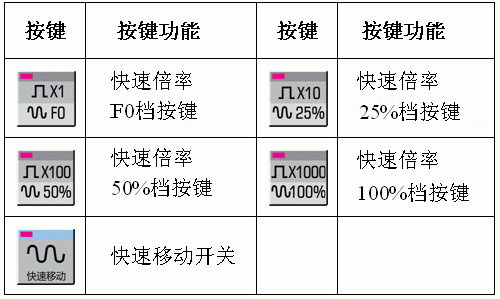 按键 按键功能 按键 按键功能
X1 快速倍率 X10 快速倍率
F0 F0档按键 25% 25%档按键
X100 快速倍率 X1000 快速倍率
50% 50%档按键 100% 100%档按键
快速移动 快速移动开关